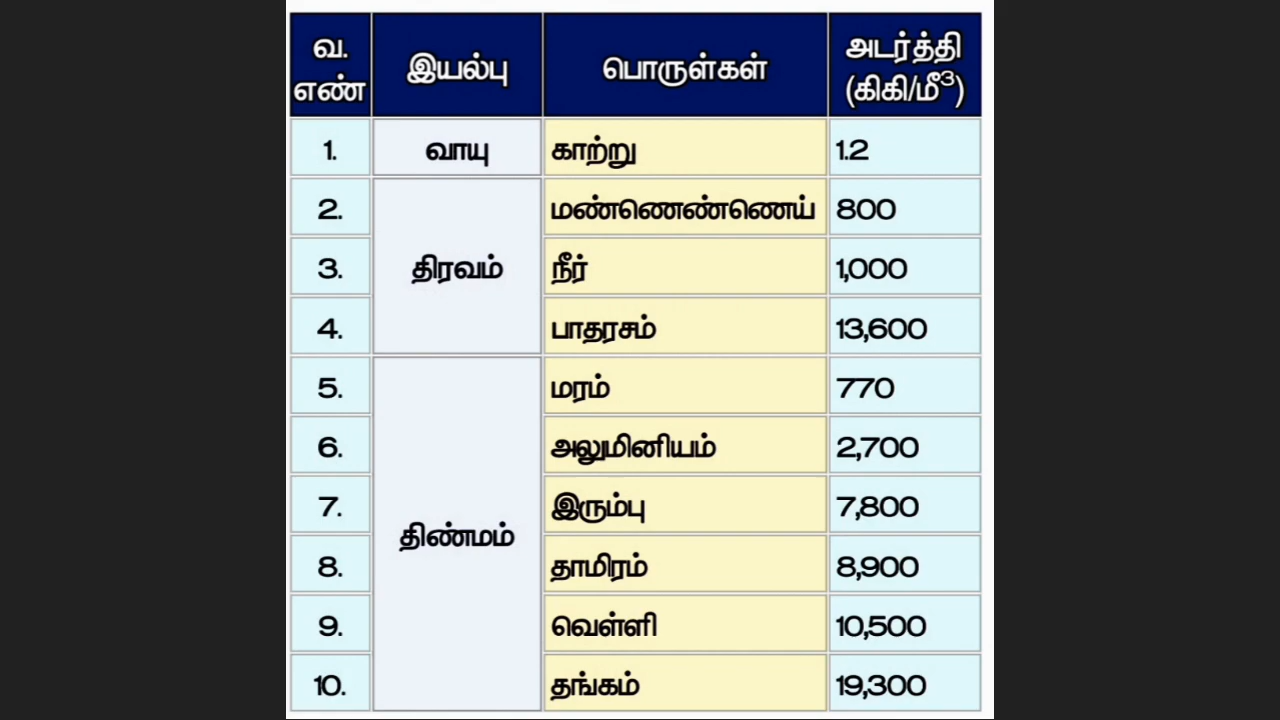 வ. எண் இயல்பு பொருள்கள் அடர்த்தி (கிகி/மீ³)
1. வாயு காற்று 1.2
2. திரவம் மண்ணெண்ணெய் 800
3. நீர் 1,000
4. பாதரசம் 13,600
5. திண்மம் மரம் 770
6. அலுமினியம் 2,700
7. இரும்பு 7,800
8. தாமிரம் 8,900
9. வெள்ளி 10,500
10. தங்கம் 19,300